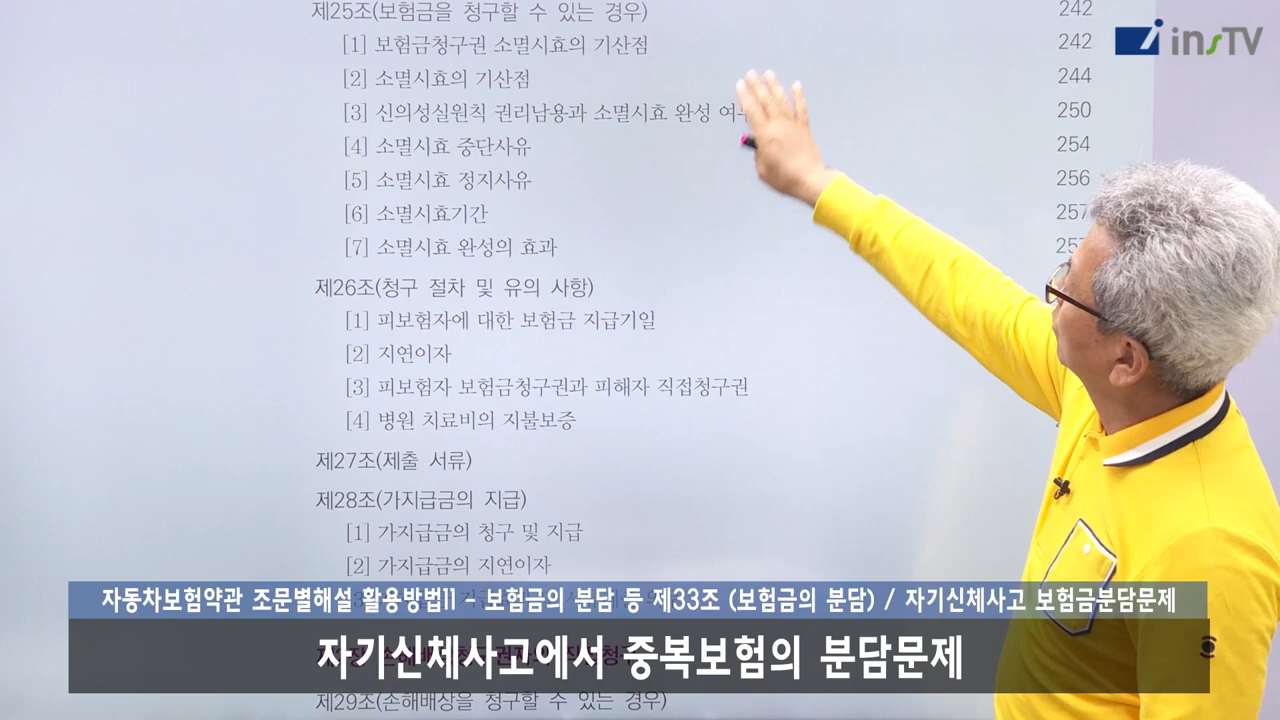 제25조(보험금을 청구할 수 있는 경우) 242
[1] 보험금청구권 소멸시효의 기산점 242
[2] 소멸시효의 기산점 244
[3] 신의성실원칙 권리남용과 소멸시효 완성 250
[4] 소멸시효 중단사유 254
[5] 소멸시효 정지사유 256
[6] 소멸시효기간 257
[7] 소멸시효 완성의 효과
제26조(청구 절차 및 유의 사항)
[1] 피보험자에 대한 보험금 지급기일
[2] 지연이자
[3] 피보험자 보험금청구권과 피해자 직접청구권
[4] 병원 치료비의 지불보증
제27조(제출 서류)
제28조(가지급금의 지급)
[1] 가지급금의 청구 및 지급
[2] 가지급금의 지연이자
제29조(손해배상을 청구할 수 있는 경우)
insTV
자동차보험약관 조문별해설 활용방법11 - 보험금의 분담 등 제33조 (보험금의 분담) / 자기신체사고 보험금분담문제
자기신체사고에서 중복보험의 분담문제